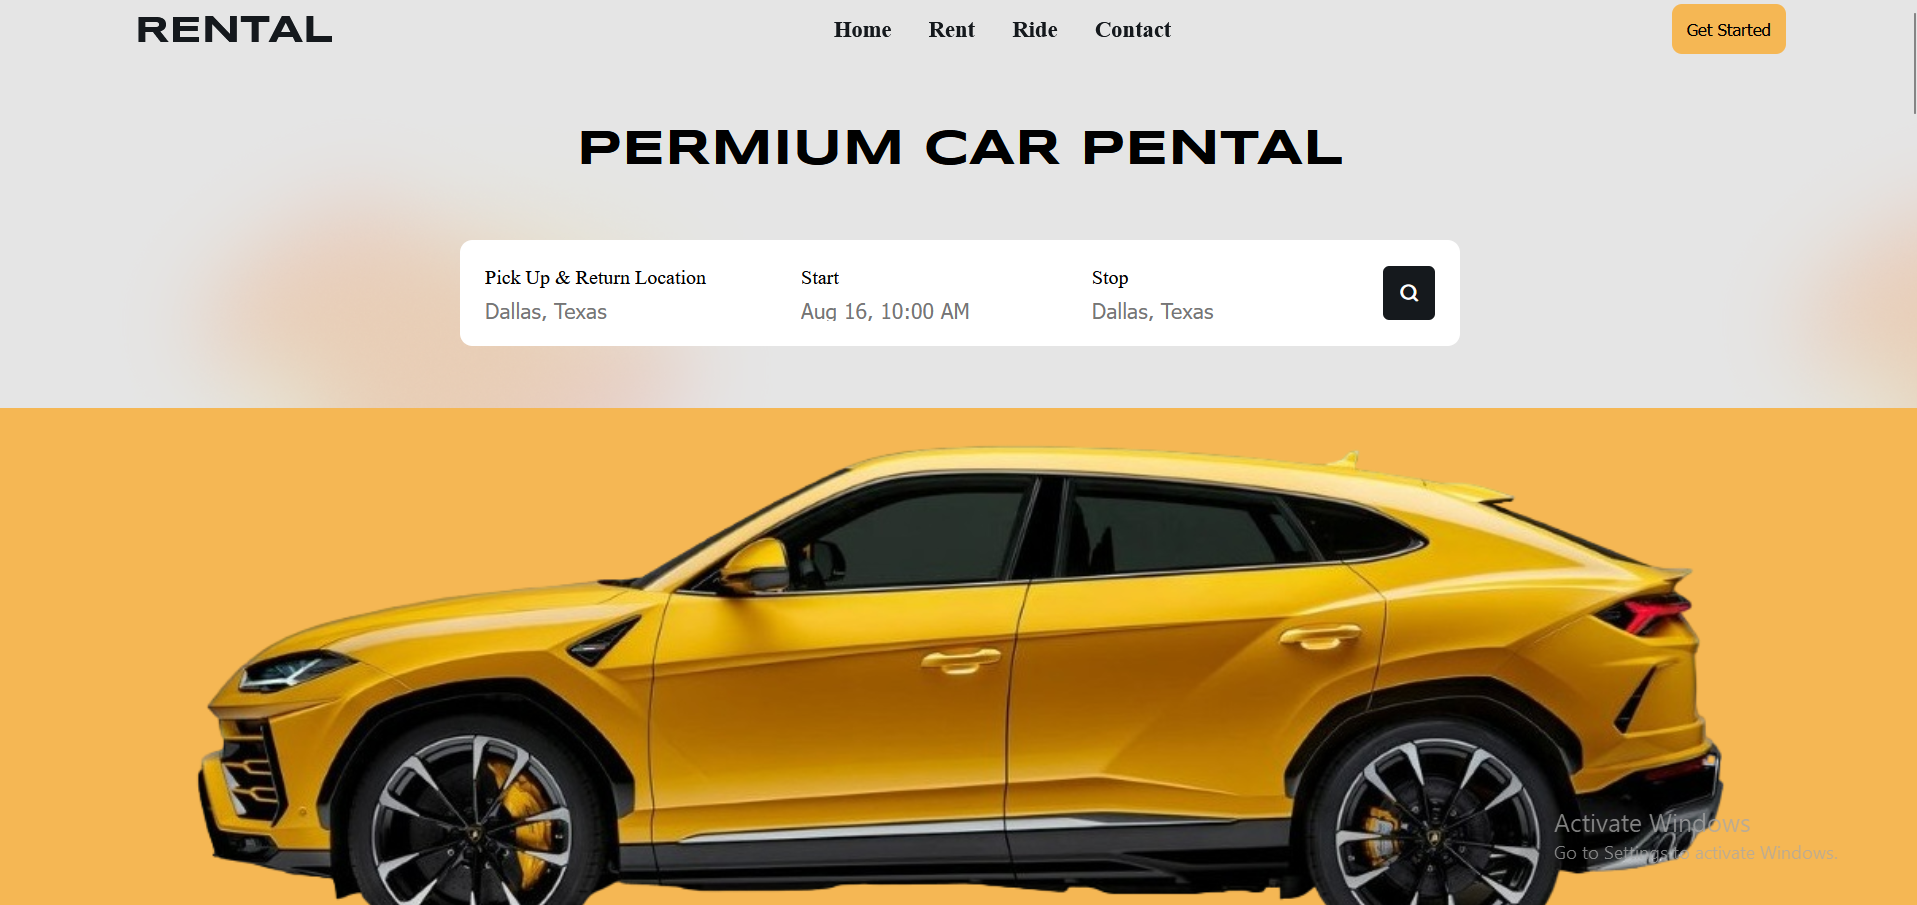 RENTAL
Home Rent Ride Contact
Get Started
PERMIUM CAR PENTAL
Pick Up & Return Location Start Stop
Dallas, Texas Aug 16, 10:00 AM Dallas, Texas
Activate Windows
Go to Settings to activate Windows.